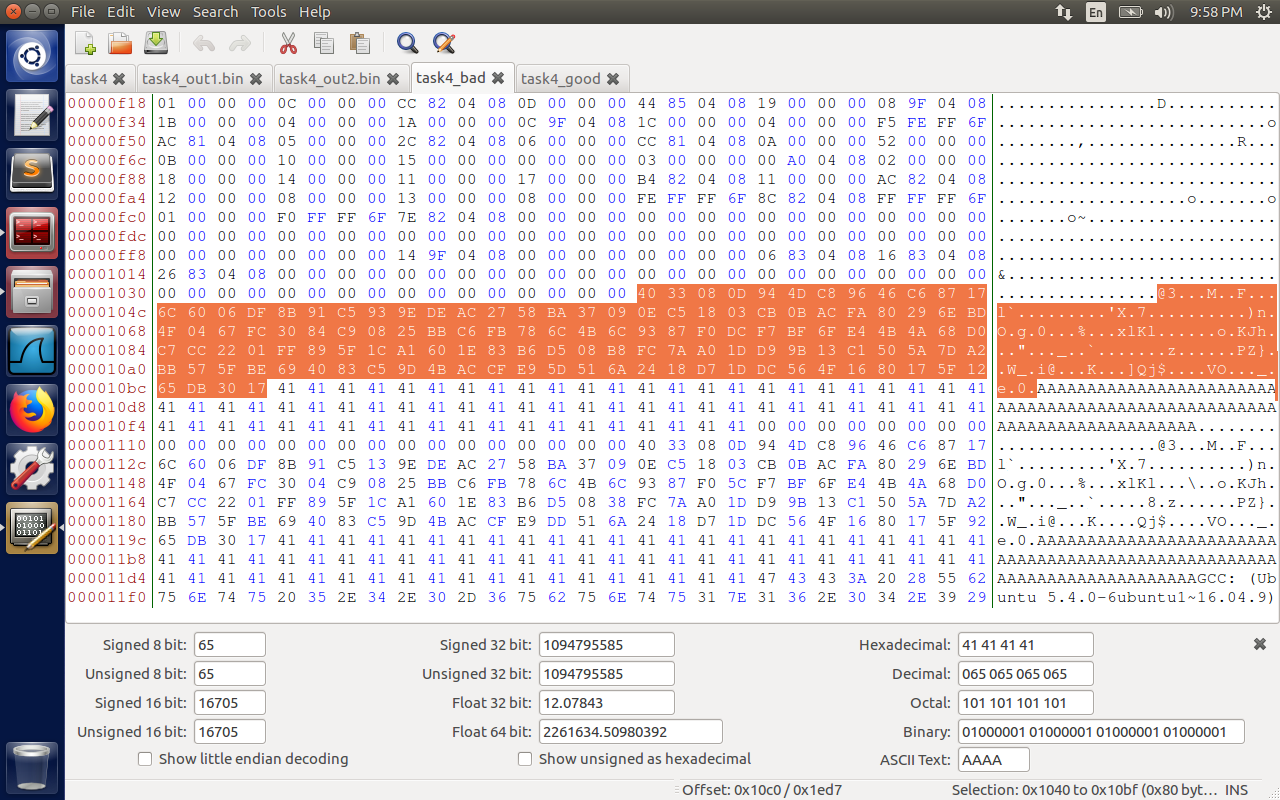 File Edit View Search Tools Help
En 9:58 PM
task4 task4_out1.bin task4_out2.bin task4_bad task4_good
00000f18 01 00 00 00 0C 00 00 00 CC 82 04 08 0D 00 00 00 44 85 04 08 19 00 00 00 08 9F 04 08 ................D...........
00000f34 1B 00 00 00 04 00 00 00 1A 00 00 00 0C 9F 04 08 1C 00 00 00 04 00 00 00 F5 FE FF 6F ...........................o
00000f50 AC 81 04 08 05 00 00 00 2C 82 04 08 06 00 00 00 CC 81 04 08 0A 00 00 00 52 00 00 00 ........,...............R...
00000f6c 0B 00 00 00 10 00 00 00 15 00 00 00 00 00 00 00 03 00 00 00 00 A0 04 08 02 00 00 00 ............................
00000f88 18 00 00 00 14 00 00 00 11 00 00 00 17 00 00 00 B4 82 04 08 11 00 00 00 AC 82 04 08 ............................
00000fa4 12 00 00 00 08 00 00 00 13 00 00 00 08 00 00 00 FE FF FF 6F 8C 82 04 08 FF FF FF 6F ...................o.......o
00000fc0 01 00 00 00 F0 FF FF 6F 7E 82 04 08 00 00 00 00 00 00 00 00 00 00 00 00 00 00 00 00 .......o~...................
00000fdc 00 00 00 00 00 00 00 00 00 00 00 00 00 00 00 00 00 00 00 00 00 00 00 00 00 00 00 00 ............................
00000ff8 00 00 00 00 00 00 00 00 14 9F 04 08 00 00 00 00 00 00 00 00 06 83 04 08 16 83 04 08 ............................
00001014 26 83 04 08 00 00 00 00 00 00 00 00 00 00 00 00 00 00 00 00 00 00 00 00 00 00 00 00 &...........................
00001030 00 00 00 00 00 00 00 00 00 00 00 00 00 00 00 00 40 33 08 0D 94 4D C8 96 46 C6 87 17 ................@3...M..F...
0000104c 6C 60 06 DF 8B 91 C5 93 9E DE AC 27 58 BA 37 09 0E C5 18 03 CB 0B AC FA 80 29 6E BD l`.........'X.7..........)n.
00001068 4F 04 67 FC 30 84 C9 08 25 BB C6 FB 78 6C 4B 6C 93 87 F0 DC F7 BF 6F E4 4B 4A 68 D0 O.g.0...%...xlKl......o.KJh.
00001084 C7 CC 22 01 FF 89 5F 1C A1 60 1E 83 B6 D5 08 B8 FC 7A A0 1D D9 9B 13 C1 50 5A 7D A2 .."..._..`.......z......PZ}.
000010a0 BB 57 5F BE 69 40 83 C5 9D 4B AC CF E9 5D 51 6A 24 18 D7 1D DC 56 4F 16 80 17 5F 12 .W_.i@...K...]Qj$....VO..._.
000010bc 65 DB 30 17 41 41 41 41 41 41 41 41 41 41 41 41 41 41 41 41 41 41 41 41 41 41 41 41 e.0.AAAAAAAAAAAAAAAAAAAAAAAA
000010d8 41 41 41 41 41 41 41 41 41 41 41 41 41 41 41 41 41 41 41 41 41 41 41 41 41 41 41 41 AAAAAAAAAAAAAAAAAAAAAAAAAAAA
000010f4 41 41 41 41 41 41 41 41 41 41 41 41 41 41 41 41 41 41 41 41 00 00 00 00 00 00 00 00 AAAAAAAAAAAAAAAAAAAA........
00001110 00 00 00 00 00 00 00 00 00 00 00 00 00 00 00 00 40 33 08 0D 94 4D C8 96 46 C6 87 17 ................@3...M..F...
0000112c 6C 60 06 DF 8B 91 C5 13 9E DE AC 27 58 BA 37 09 0E C5 18 03 CB 0B AC FA 80 29 6E BD l`.........'X.7..........)n.
00001148 4F 04 67 FC 30 04 C9 08 25 BB C6 FB 78 6C 4B 6C 93 87 F0 5C F7 BF 6F E4 4B 4A 68 D0 O.g.0...%...xlKl...\..o.KJh.
00001164 C7 CC 22 01 FF 89 5F 1C A1 60 1E 83 B6 D5 08 38 FC 7A A0 1D D9 9B 13 C1 50 5A 7D A2 .."..._..`.....8.z......PZ}.
00001180 BB 57 5F BE 69 40 83 C5 9D 4B AC CF E9 DD 51 6A 24 18 D7 1D DC 56 4F 16 80 17 5F 92 .W_.i@...K....Qj$....VO..._.
0000119c 65 DB 30 17 41 41 41 41 41 41 41 41 41 41 41 41 41 41 41 41 41 41 41 41 41 41 41 41 e.0.AAAAAAAAAAAAAAAAAAAAAAAA
000011b8 41 41 41 41 41 41 41 41 41 41 41 41 41 41 41 41 41 41 41 41 41 41 41 41 41 41 41 41 AAAAAAAAAAAAAAAAAAAAAAAAAAAA
000011d4 41 41 41 41 41 41 41 41 41 41 41 41 41 41 41 41 41 41 41 41 47 43 43 3A 20 28 55 62 AAAAAAAAAAAAAAAAAAAAGCC: (Ub
000011f0 75 6E 74 75 20 35 2E 34 2E 30 2D 36 75 62 75 6E 74 75 31 7E 31 36 2E 30 34 2E 39 29 untu 5.4.0-6ubuntu1~16.04.9)
Signed 8 bit: 65 Signed 32 bit: 1094795585 Hexadecimal: 41 41 41 41
Unsigned 8 bit: 65 Unsigned 32 bit: 1094795585 Decimal: 065 065 065 065
Signed 16 bit: 16705 Float 32 bit: 12.07843 Octal: 101 101 101 101
Unsigned 16 bit: 16705 Float 64 bit: 2261634.50980392 Binary: 01000001 01000001 01000001 01000001
Show little endian decoding Show unsigned as hexadecimal ASCII Text: AAAA
Offset: 0x10c0 / 0x1ed7 Selection: 0x1040 to 0x10bf (0x80 byt… INS